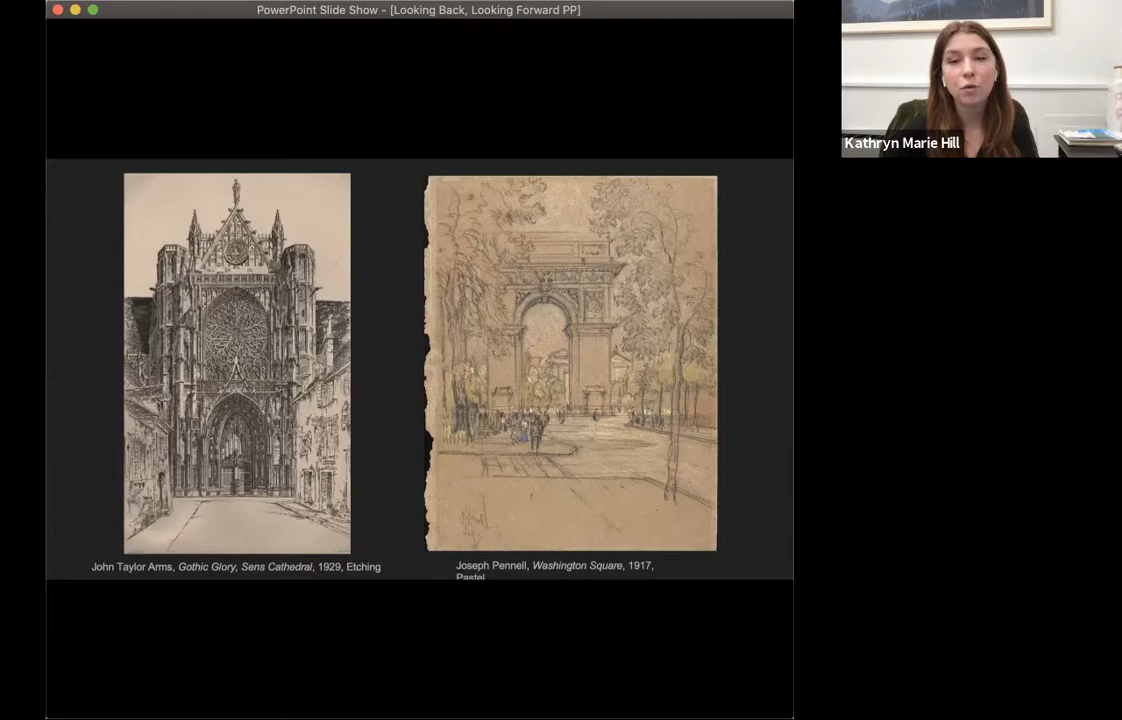 PowerPoint Slide Show - [Looking Back, Looking Forward PP]
Kathryn Marie Hill
John Taylor Arms, Gothic Glory, Sens Cathedral, 1929, Etching
Joseph Pennell, Washington Square, 1917,
Pastel